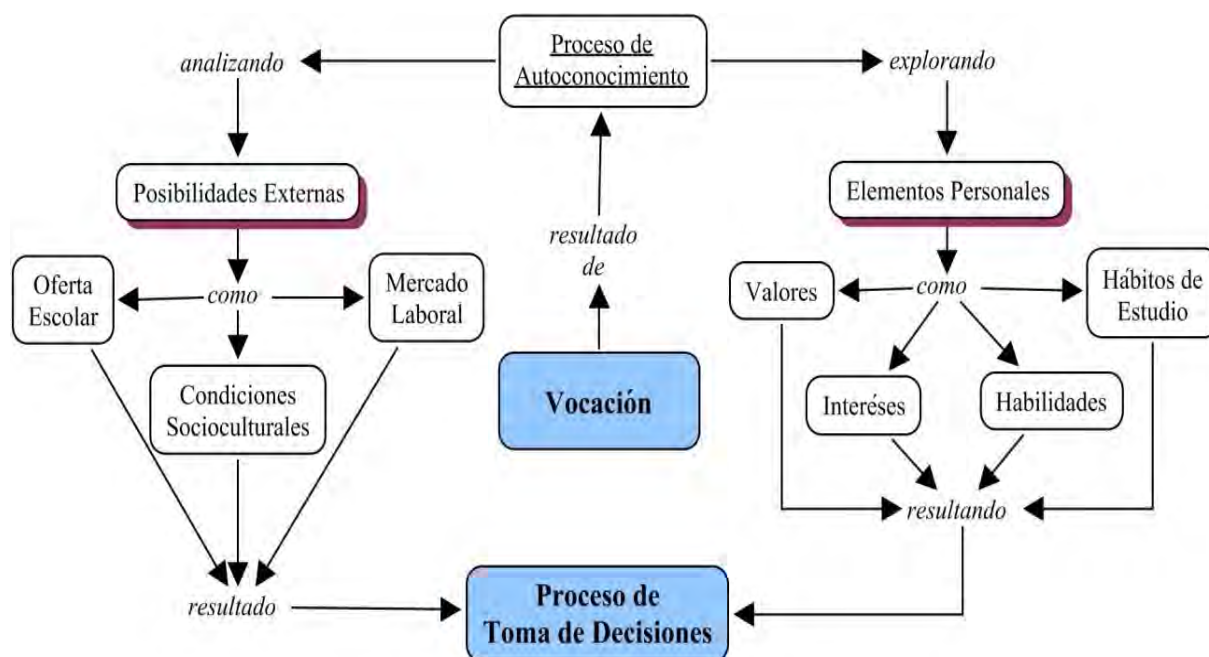 Proceso de
Autoconocimiento
analizando
explorando
Posibilidades Externas
Elementos Personales
resultado
de
Oferta
Escolar
como
Mercado
Laboral
Valores
como
Hábitos de
Estudio
Condiciones
Socioculturales
Vocación
Interéses
Habilidades
resultando
resultado
Proceso de
Toma de Decisiones